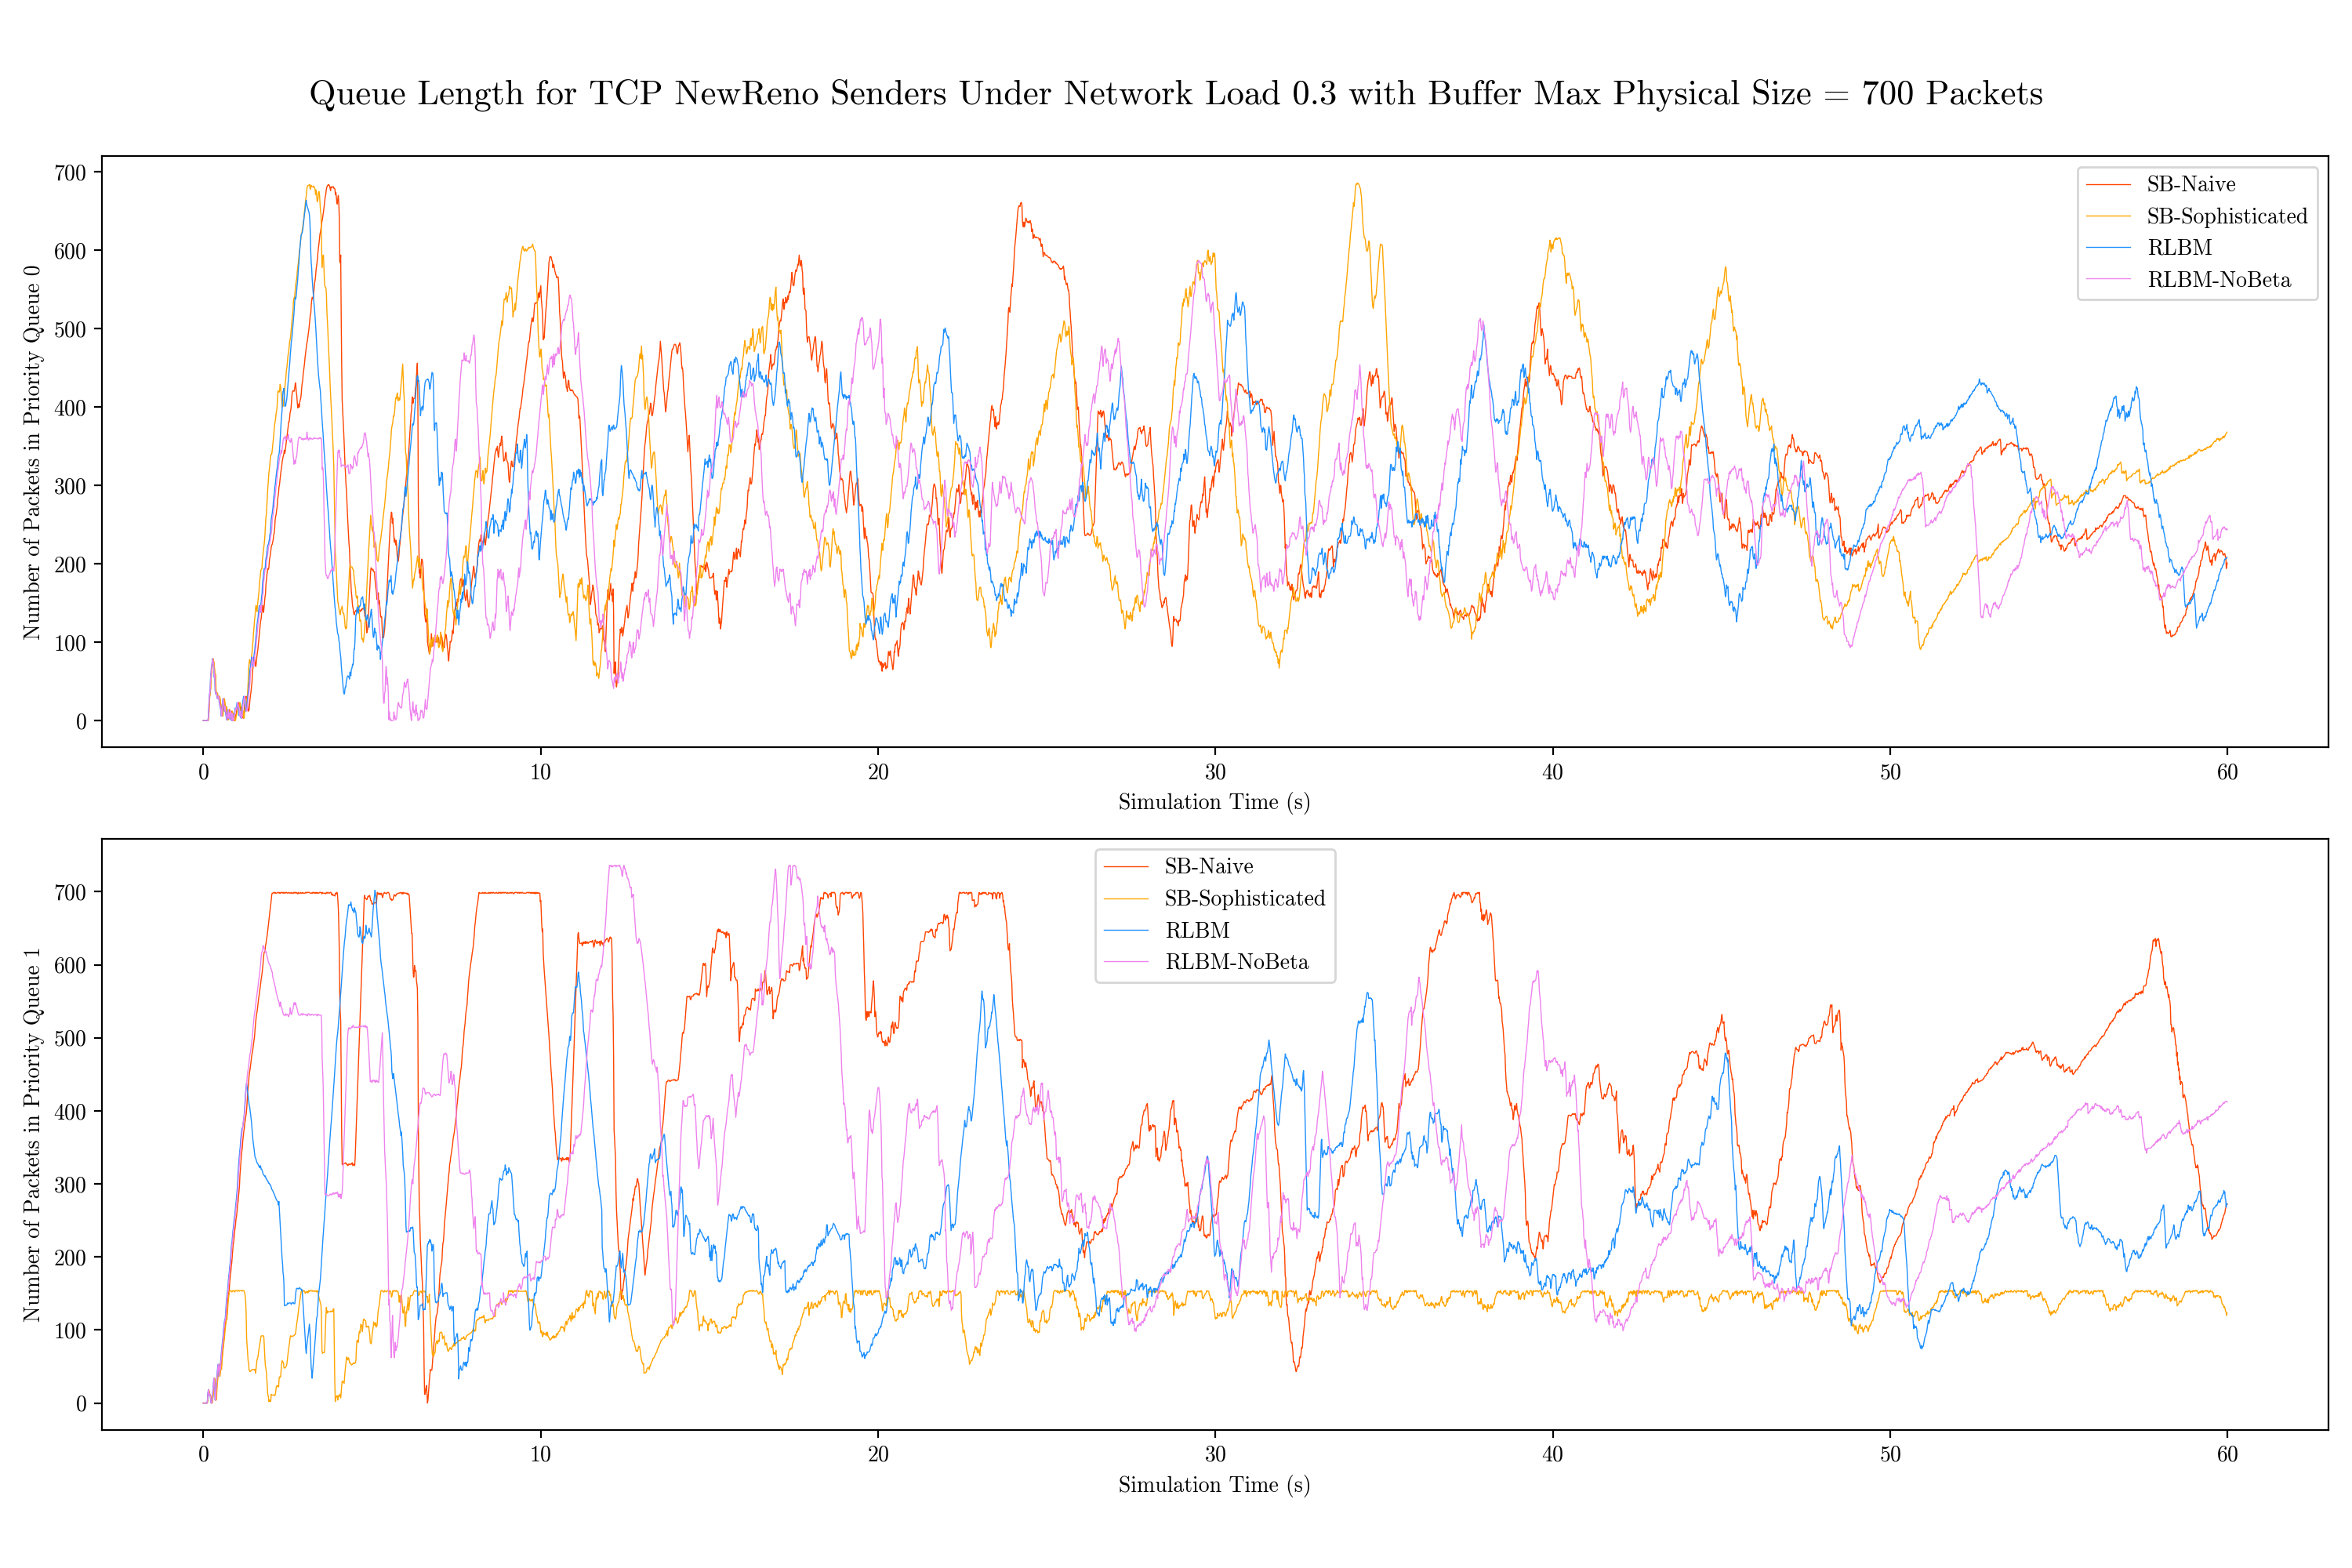 Queue Length for TCP NewReno Senders Under Network Load 0.3 with Buffer Max Physical Size = 700 Packets
Number of Packets in Priority Queue 0
700
600
500
400
300
200
100
0
SB-Naive
SB-Sophisticated
RLBM
RLBM-NoBeta
0 10 20 30 40 50 60
Simulation Time (s)
Number of Packets in Priority Queue 1
700
600
500
400
300
200
100
0
SB-Naive
SB-Sophisticated
RLBM
RLBM-NoBeta
0 10 20 30 40 50 60
Simulation Time (s)